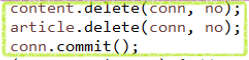 content.delete(conn, no);
article.delete(conn, no);
conn.commit();